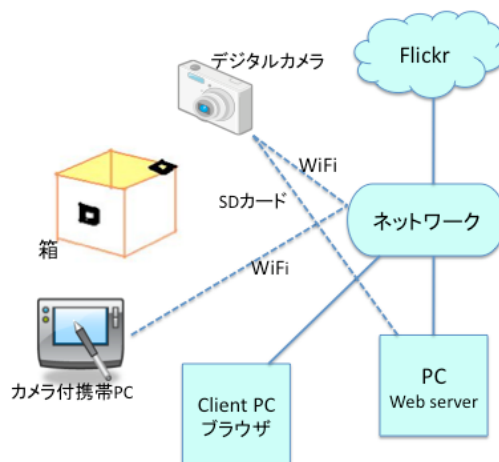 デジタルカメラ
Flickr
WiFi
SDカード
ネットワーク
箱
WiFi
カメラ付携帯PC
Client PC
ブラウザ
PC
Web server